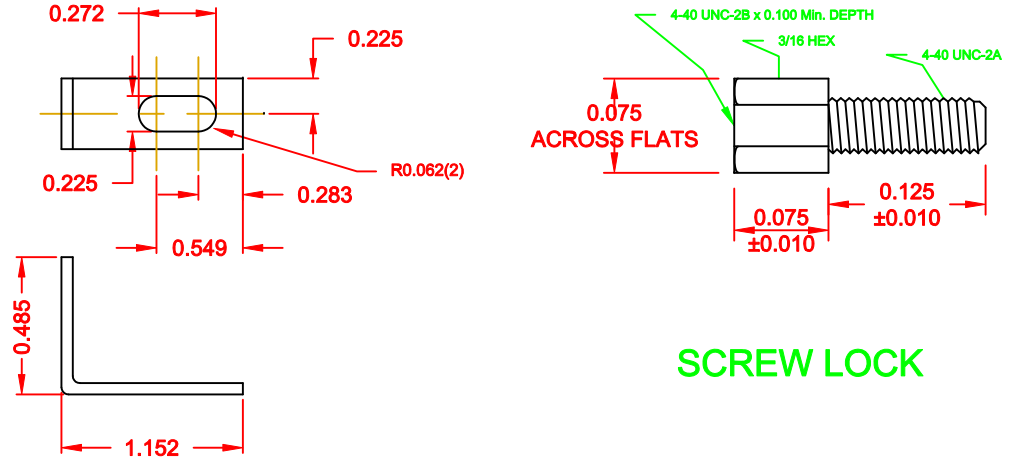 0.272
0.225
0.225
R0.062(2)
0.283
0.549
0.485
1.152
4-40 UNC-2B x 0.100 Min. DEPTH
3/16 HEX
4-40 UNC-2A
0.075
ACROSS FLATS
0.075
±0.010
0.125
±0.010
SCREW LOCK